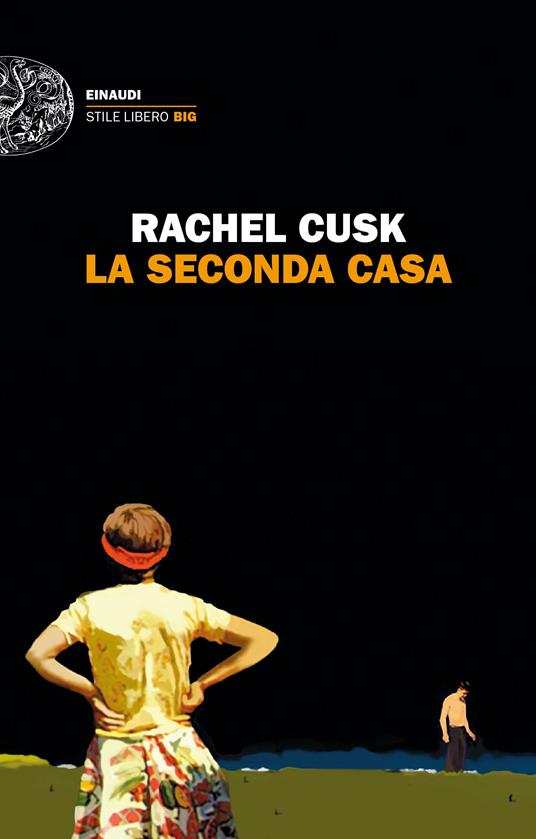 EINAUDI
STILE LIBERO BIG
RACHEL CUSK
LA SECONDA CASA